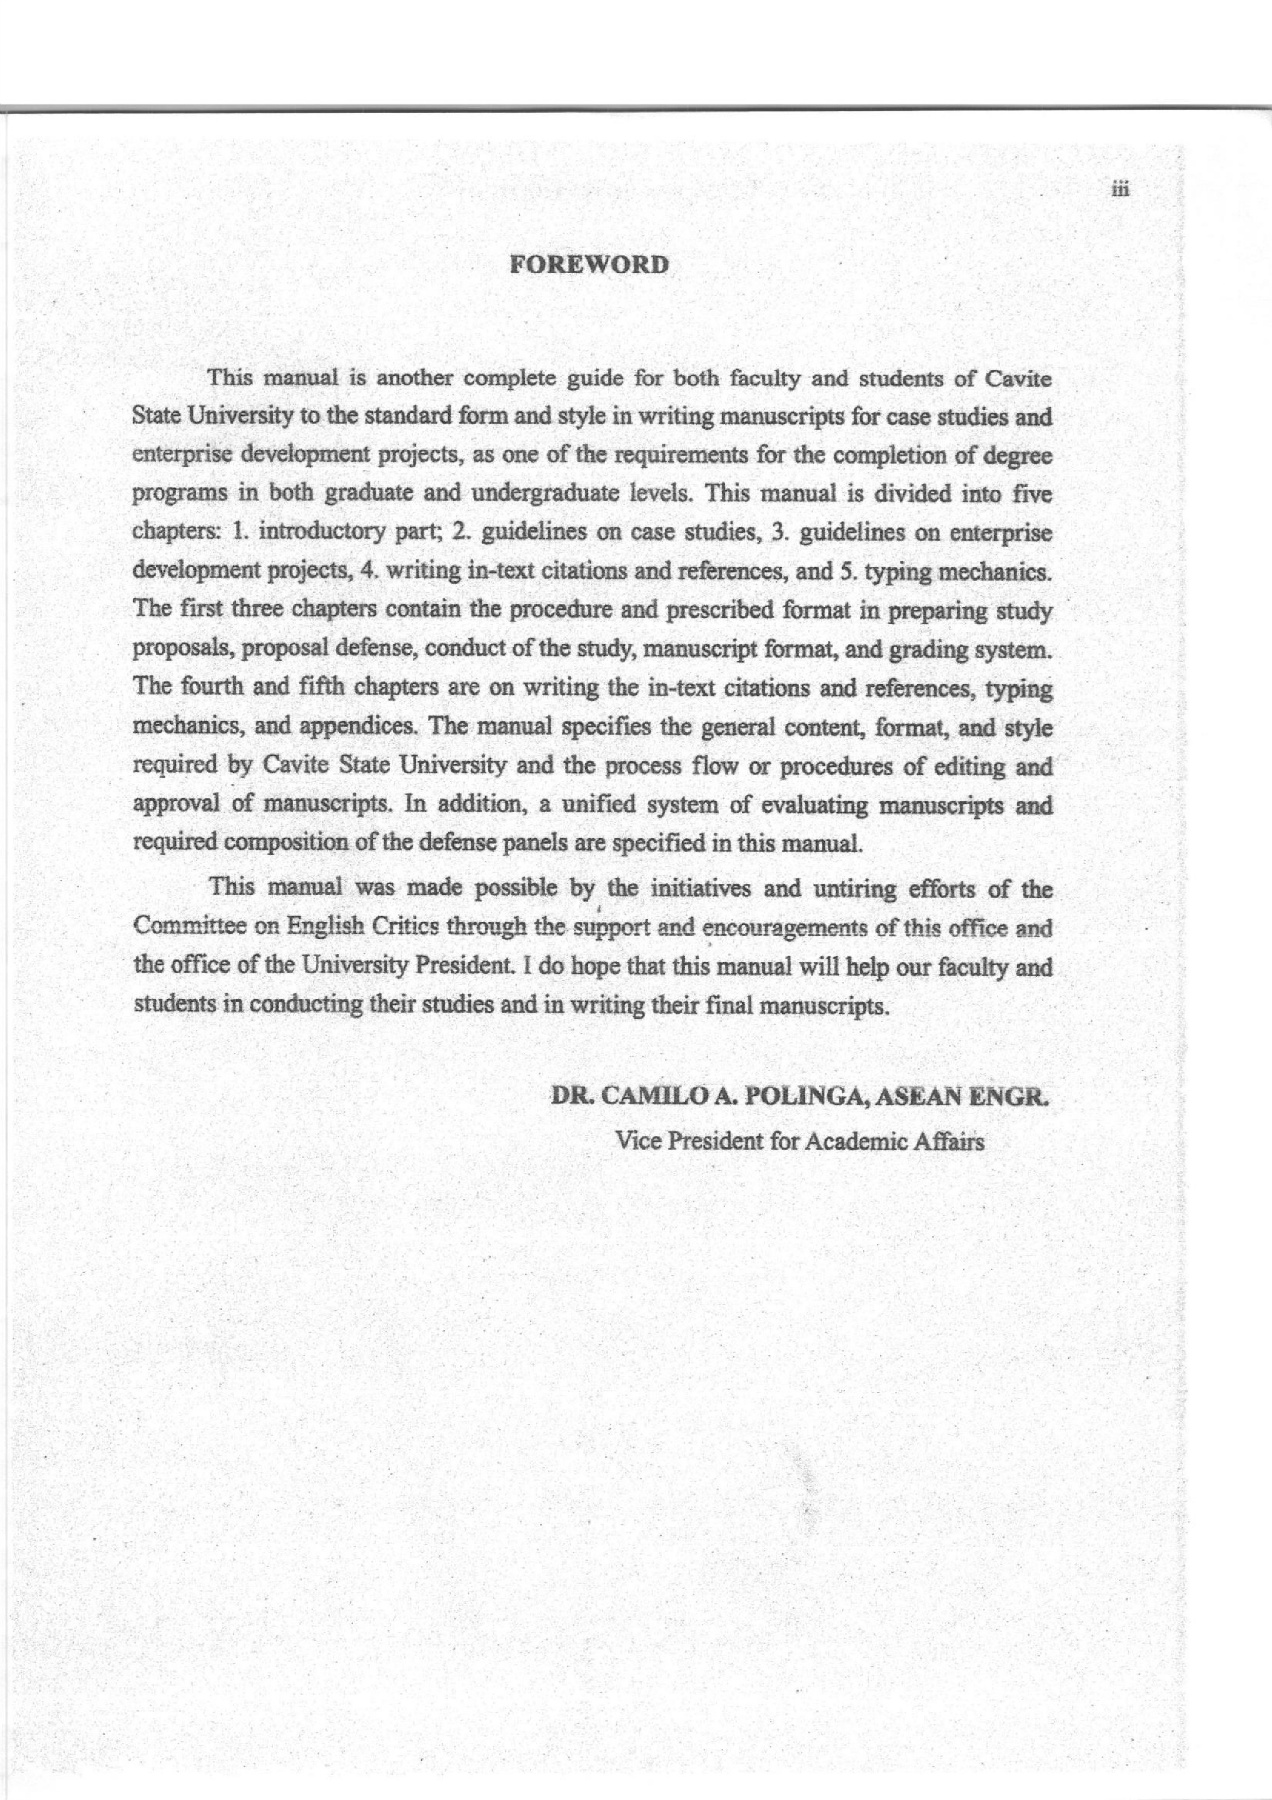 iii
FOREWORD
This manual is another complete guide for both faculty and students of Cavite
State University to the standard form and style in writing manuscripts for case studies and
enterprise development projects, as one of the requirements for the completion of degree
programs in both graduate and undergraduate levels. This manual is divided into five
chapters: 1. introductory part; 2. guidelines on case studies, 3. guidelines on enterprise
development projects, 4. writing in-text citations and references, and 5. typing mechanics.
The first three chapters contain the procedure and prescribed format in preparing study
proposals, proposal defense, conduct of the study, manuscript format, and grading system.
The fourth and fifth chapters are on writing the in-text citations and references, typing
mechanics, and appendices. The manual specifies the general content, format, and style
required by Cavite State University and the process flow or procedures of editing and
approval of manuscripts. In addition, a unified system of evaluating manuscripts and
required composition of the defense panels are specified in this manual.
This manual was made possible by the initiatives and untiring efforts of the
Committee on English Critics through the support and encouragements of this office and
the office of the University President. I do hope that this manual will help our faculty and
students in conducting their studies and in writing their final manuscripts.
DR. CAMILO A. POLINGA, ASEAN ENGR.
Vice President for Academic Affairs